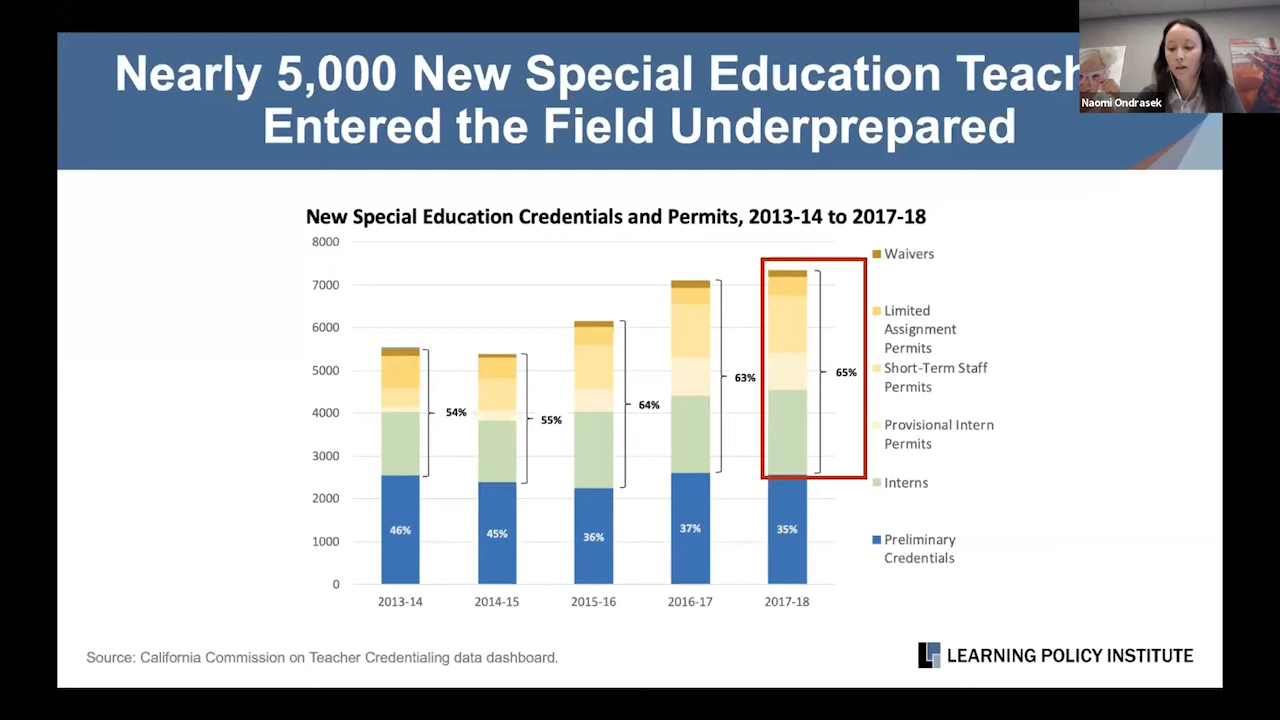 Nearly 5,000 New Special Education Teach
Entered the Field Underprepared
Naomi Ondrasek
New Special Education Credentials and Permits, 2013-14 to 2017-18
8000
7000
6000
5000
4000
3000
2000
1000
0
54%
55%
64%
63%
65%
46%
45%
36%
37%
35%
2013-14
2014-15
2015-16
2016-17
2017-18
Waivers
Limited
Assignment
Permits
Short-Term Staff
Permits
Provisional Intern
Permits
Interns
Preliminary
Credentials
Source: California Commission on Teacher Credentialing data dashboard.
LEARNING POLICY INSTITUTE